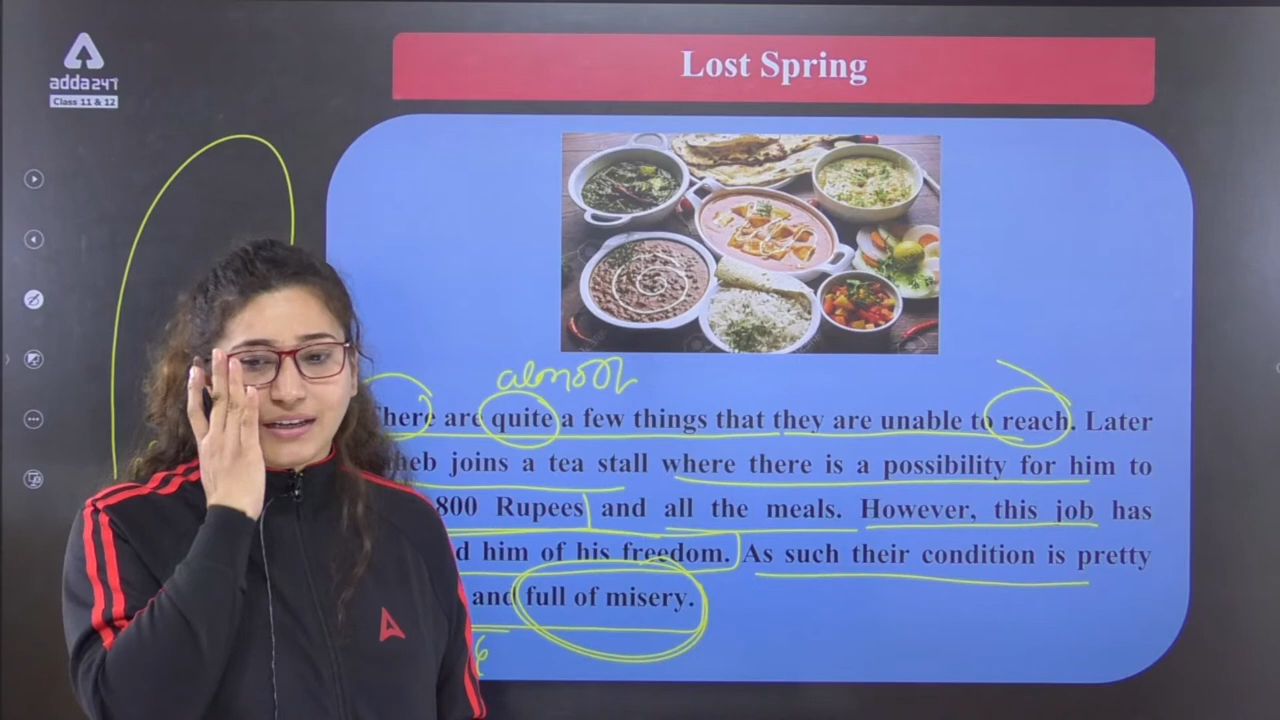 adda247
Class 11 & 12
Lost Spring
almost
There are quite a few things that they are unable to reach. Later
joins a tea stall where there is a possibility for him to
800 Rupees and all the meals. However, this job has
him of his freedom. As such their condition is pretty
and full of misery.